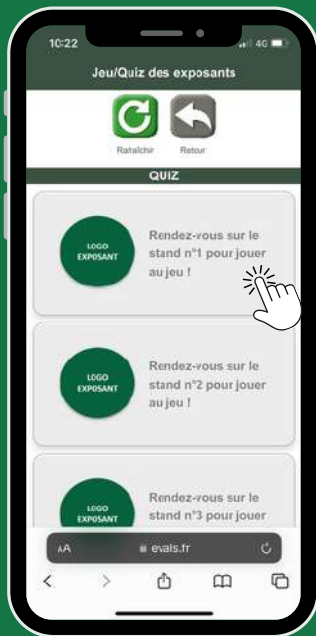 10:22
4G
Jeu/Quiz des exposants
Rafraîchir
Retour
QUIZ
LOGO
EXPOSANT
Rendez-vous sur le
stand n°1 pour jouer
au jeu !
LOGO
EXPOSANT
Rendez-vous sur le
stand n°2 pour jouer
au jeu !
LOGO
EXPOSANT
Rendez-vous sur le
stand n°3 pour jouer
AA
evals.fr